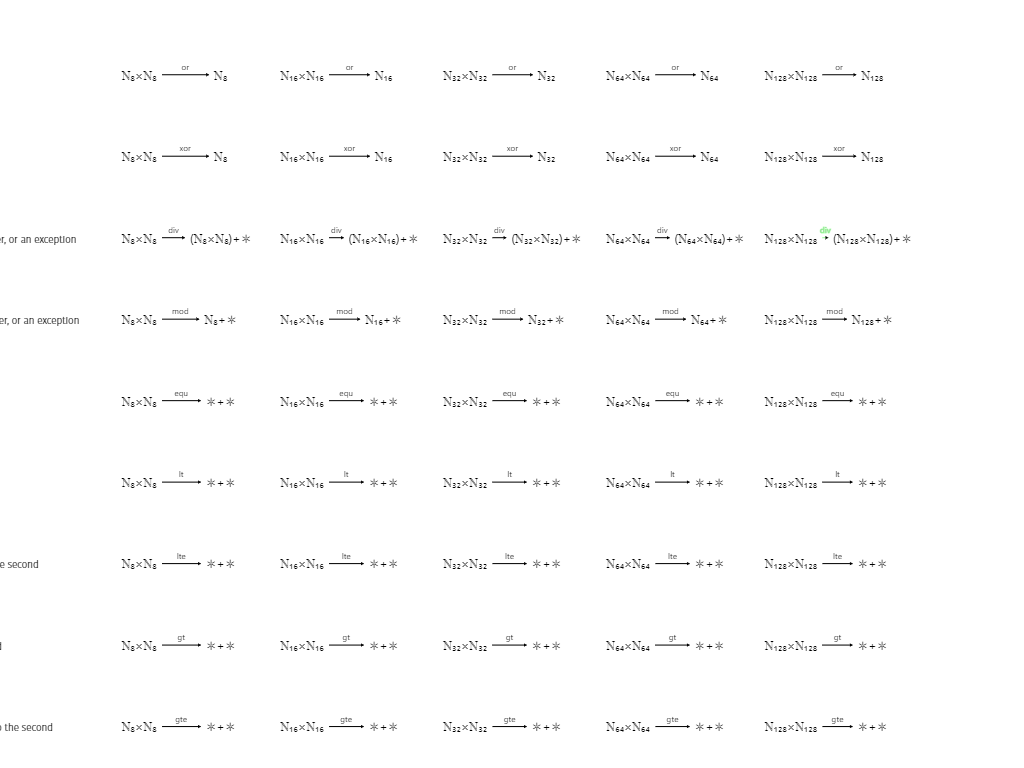 or or or or or
N₈×N₈ → N₈ N₁₆×N₁₆ → N₁₆ N₃₂×N₃₂ → N₃₂ N₆₄×N₆₄ → N₆₄ N₁₂₈×N₁₂₈ → N₁₂₈
xor xor xor xor xor
N₈×N₈ → N₈ N₁₆×N₁₆ → N₁₆ N₃₂×N₃₂ → N₃₂ N₆₄×N₆₄ → N₆₄ N₁₂₈×N₁₂₈ → N₁₂₈
div div div div div
er, or an exception N₈×N₈ → (N₈×N₈)+∗ N₁₆×N₁₆ → (N₁₆×N₁₆)+∗ N₃₂×N₃₂ → (N₃₂×N₃₂)+∗ N₆₄×N₆₄ → (N₆₄×N₆₄)+∗ N₁₂₈×N₁₂₈ → (N₁₂₈×N₁₂₈)+∗
mod mod mod mod mod
er, or an exception N₈×N₈ → N₈+∗ N₁₆×N₁₆ → N₁₆+∗ N₃₂×N₃₂ → N₃₂+∗ N₆₄×N₆₄ → N₆₄+∗ N₁₂₈×N₁₂₈ → N₁₂₈+∗
equ equ equ equ equ
N₈×N₈ → ∗+∗ N₁₆×N₁₆ → ∗+∗ N₃₂×N₃₂ → ∗+∗ N₆₄×N₆₄ → ∗+∗ N₁₂₈×N₁₂₈ → ∗+∗
lt lt lt lt lt
N₈×N₈ → ∗+∗ N₁₆×N₁₆ → ∗+∗ N₃₂×N₃₂ → ∗+∗ N₆₄×N₆₄ → ∗+∗ N₁₂₈×N₁₂₈ → ∗+∗
lte lte lte lte lte
e second N₈×N₈ → ∗+∗ N₁₆×N₁₆ → ∗+∗ N₃₂×N₃₂ → ∗+∗ N₆₄×N₆₄ → ∗+∗ N₁₂₈×N₁₂₈ → ∗+∗
gt gt gt gt gt
d N₈×N₈ → ∗+∗ N₁₆×N₁₆ → ∗+∗ N₃₂×N₃₂ → ∗+∗ N₆₄×N₆₄ → ∗+∗ N₁₂₈×N₁₂₈ → ∗+∗
gte gte gte gte gte
o the second N₈×N₈ → ∗+∗ N₁₆×N₁₆ → ∗+∗ N₃₂×N₃₂ → ∗+∗ N₆₄×N₆₄ → ∗+∗ N₁₂₈×N₁₂₈ → ∗+∗